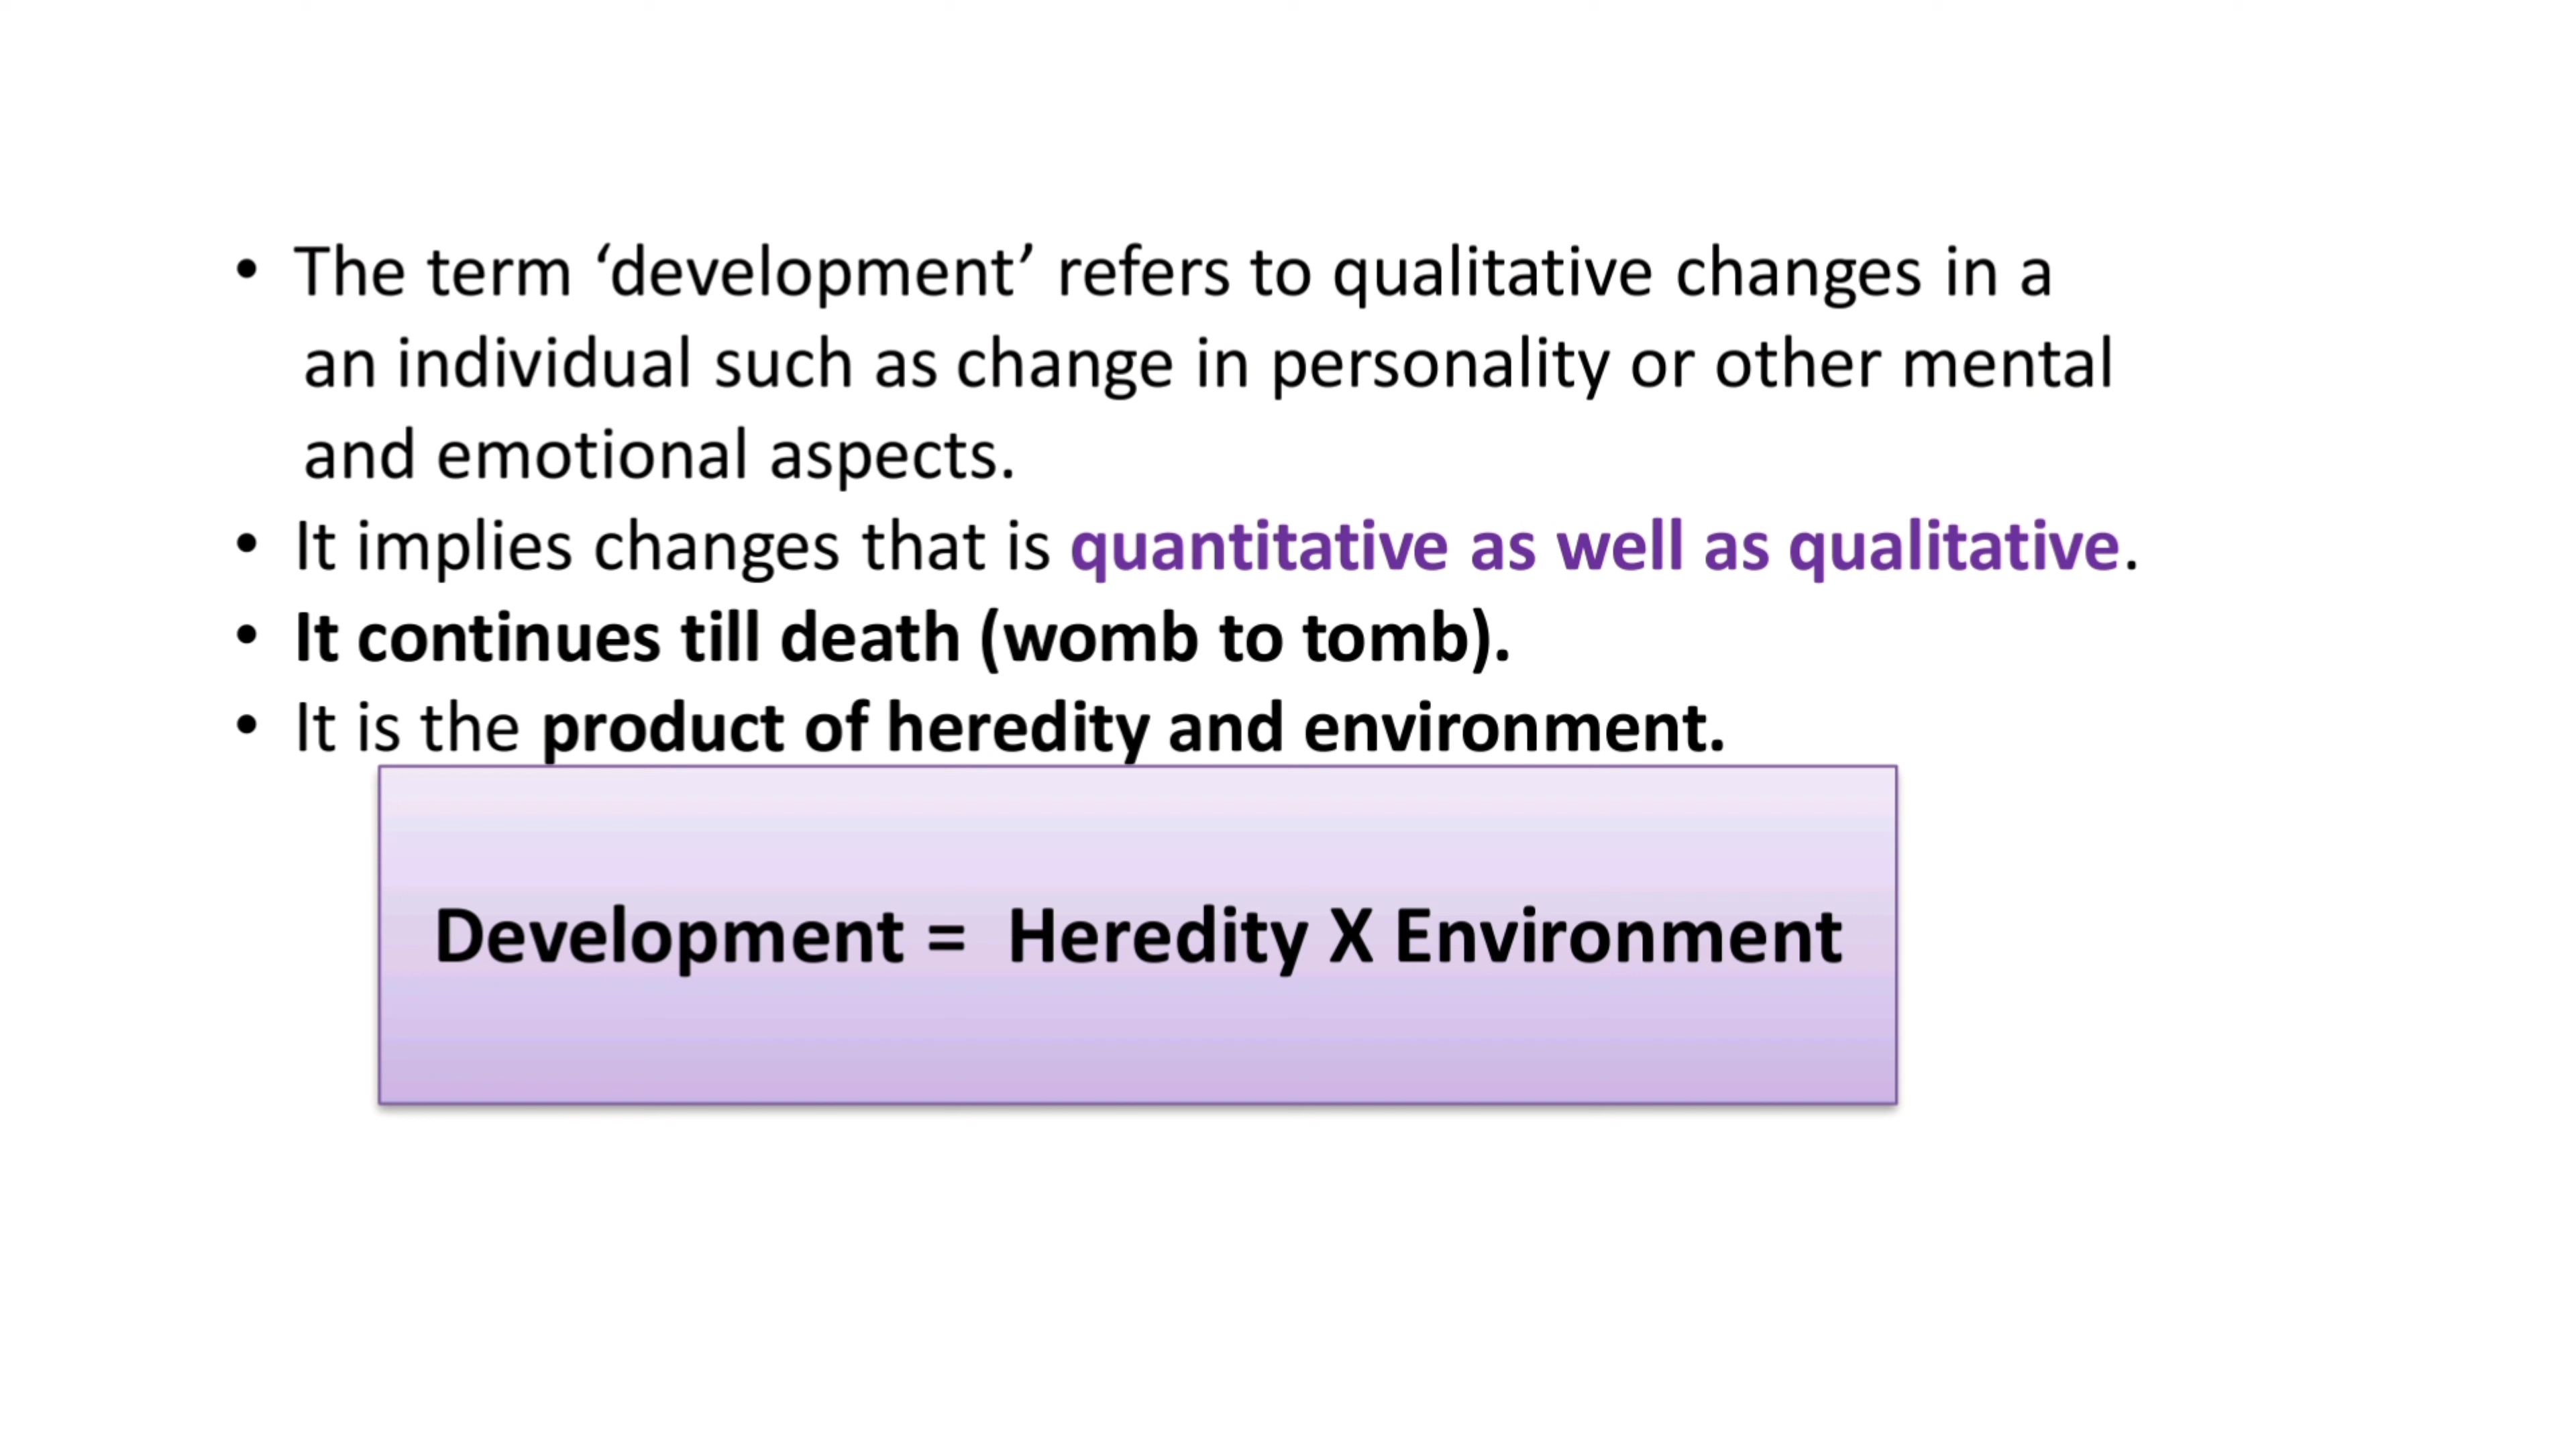 • The term ‘development’ refers to qualitative changes in a
an individual such as change in personality or other mental
and emotional aspects.
• It implies changes that is quantitative as well as qualitative.
• It continues till death (womb to tomb).
• It is the product of heredity and environment.
Development = Heredity X Environment